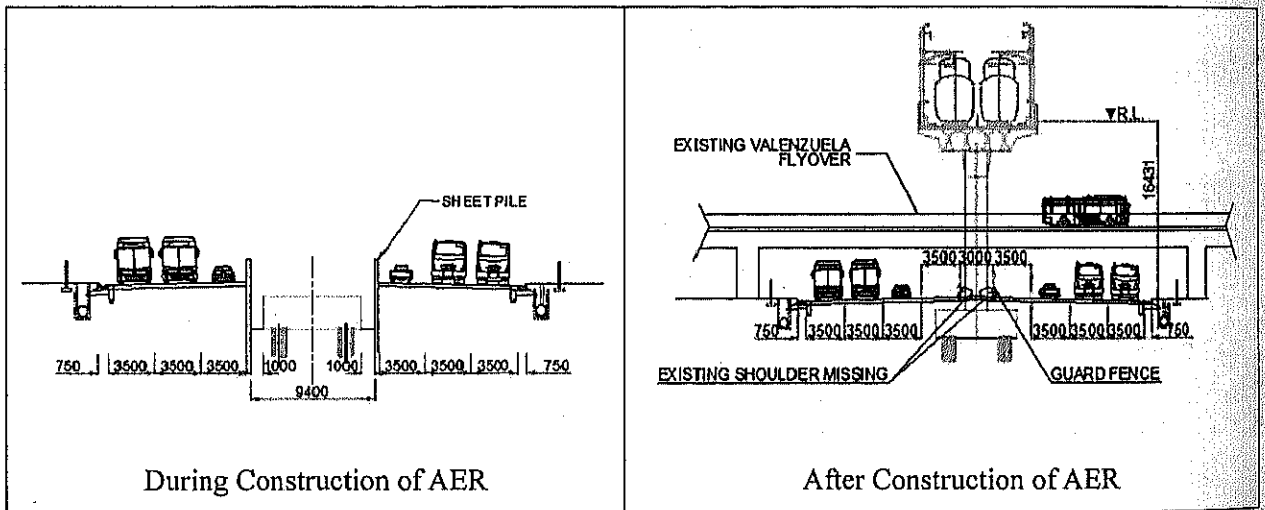 SHEET PILE
750
3500
3500
3500
1000
1000
3500
3500
3500
750
9400
During Construction of AER
▼R.L.
EXISTING VALENZUELA
FLYOVER
16431
3500 3000 3500
750
3500
3500
3500
3500
3500
3500
750
EXISTING SHOULDER MISSING
GUARD FENCE
After Construction of AER